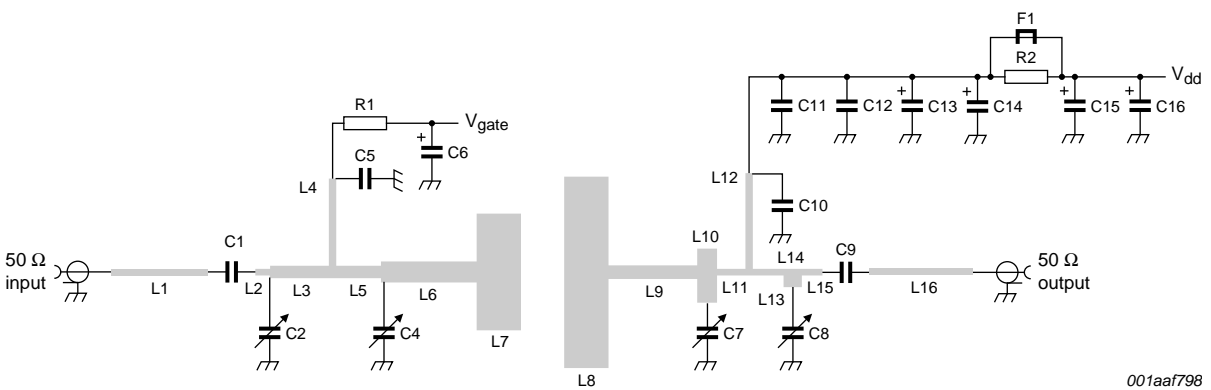 F1
R2
V_dd
C11
C12
C13
C14
C15
C16
R1
V_gate
C5
C6
L4
L12
C10
L10
50 Ω
input
C1
L1
L2
L3
L5
L6
L9
L11
L14
C9
L13
L15
L16
50 Ω
output
C2
C4
L7
C7
C8
L8
001aaf798
+
+
+
+
+